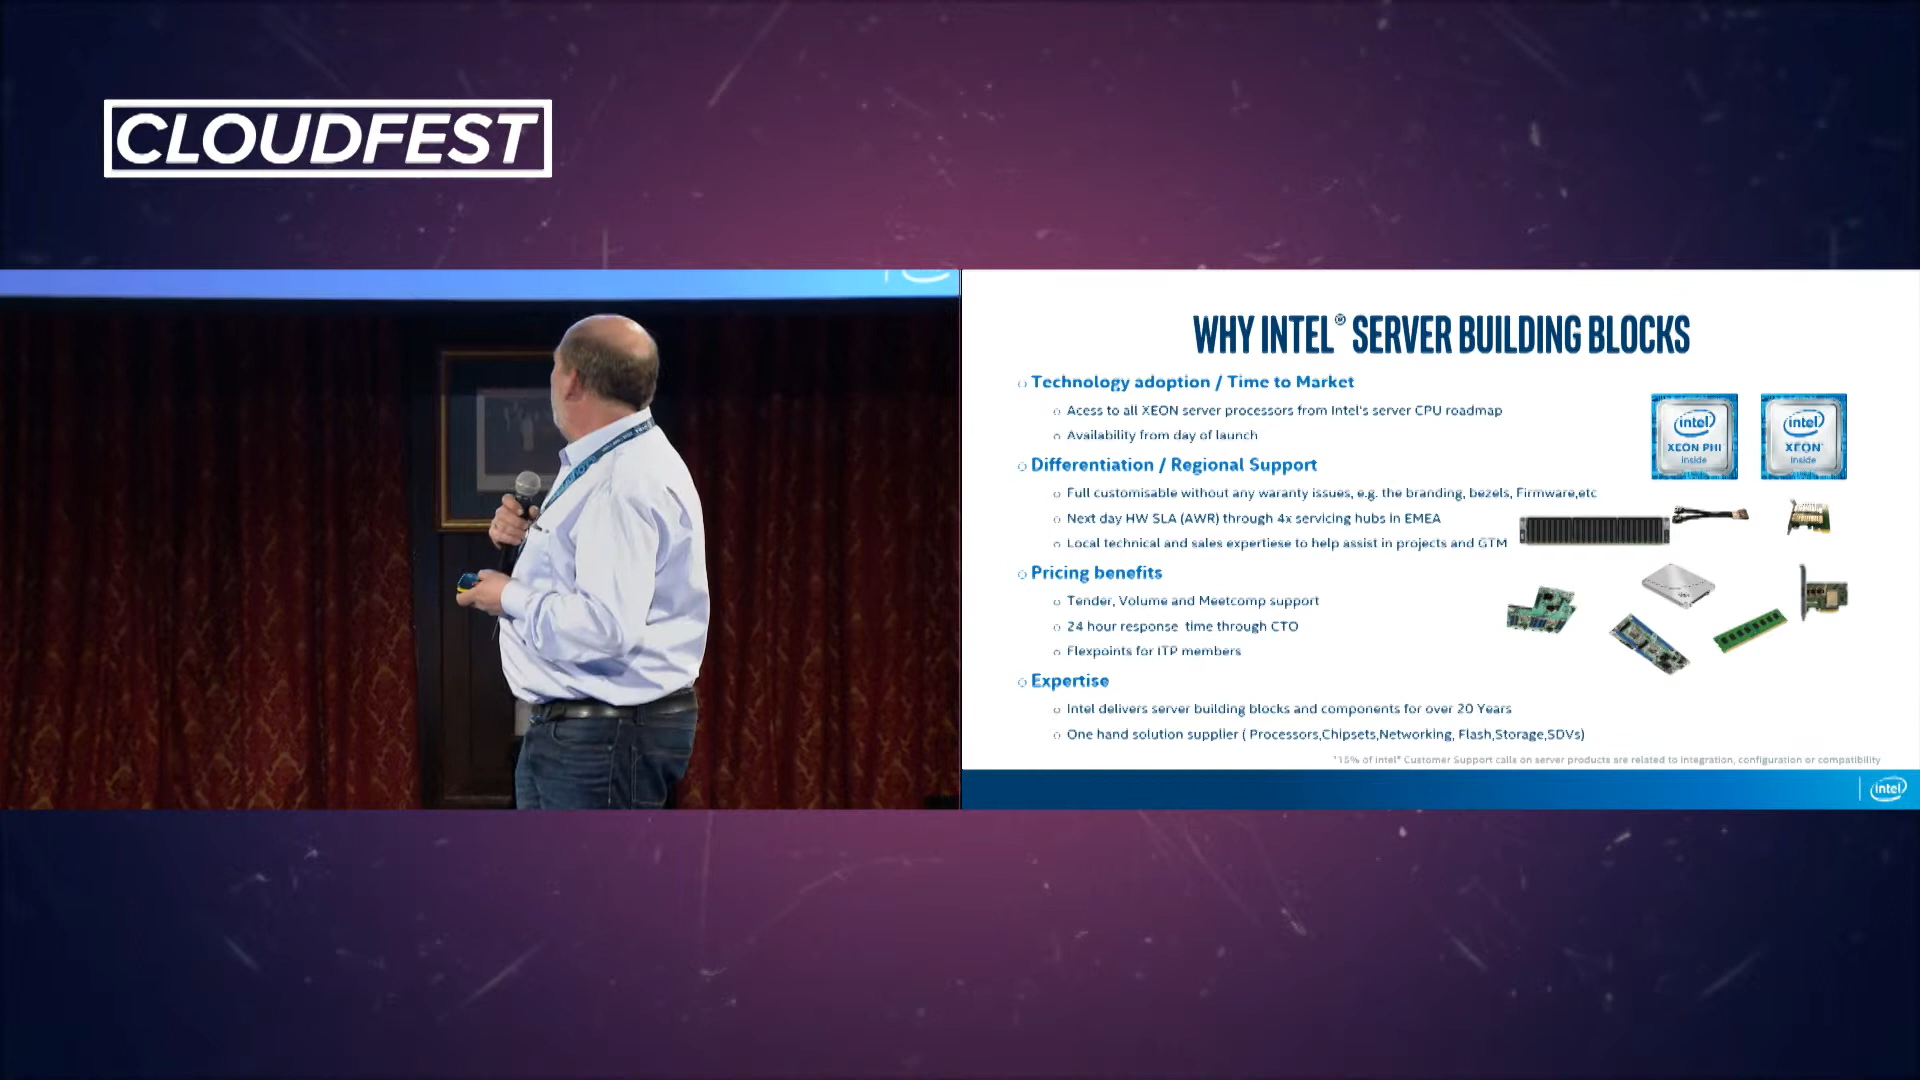 CLOUDFEST
WHY INTEL® SERVER BUILDING BLOCKS
Technology adoption / Time to Market
Acess to all XEON server processors from Intel's server CPU roadmap
Availability from day of launch
Differentiation / Regional Support
Full customisable without any waranty issues, e.g. the branding, bezels, Firmware,etc
Next day HW SLA (AWR) through 4x servicing hubs in EMEA
Local technical and sales expertiese to help assist in projects and GTM
Pricing benefits
Tender, Volume and Meetcomp support
24 hour response time through CTO
Flexpoints for ITP members
Expertise
Intel delivers server building blocks and components for over 20 Years
One hand solution supplier ( Processors,Chipsets,Networking, Flash,Storage,SDVs)
intel
XEON PHI
inside
intel
XEON
inside
*15% of Intel® Customer Support calls on server products are related to integration, configuration or compatibility
intel